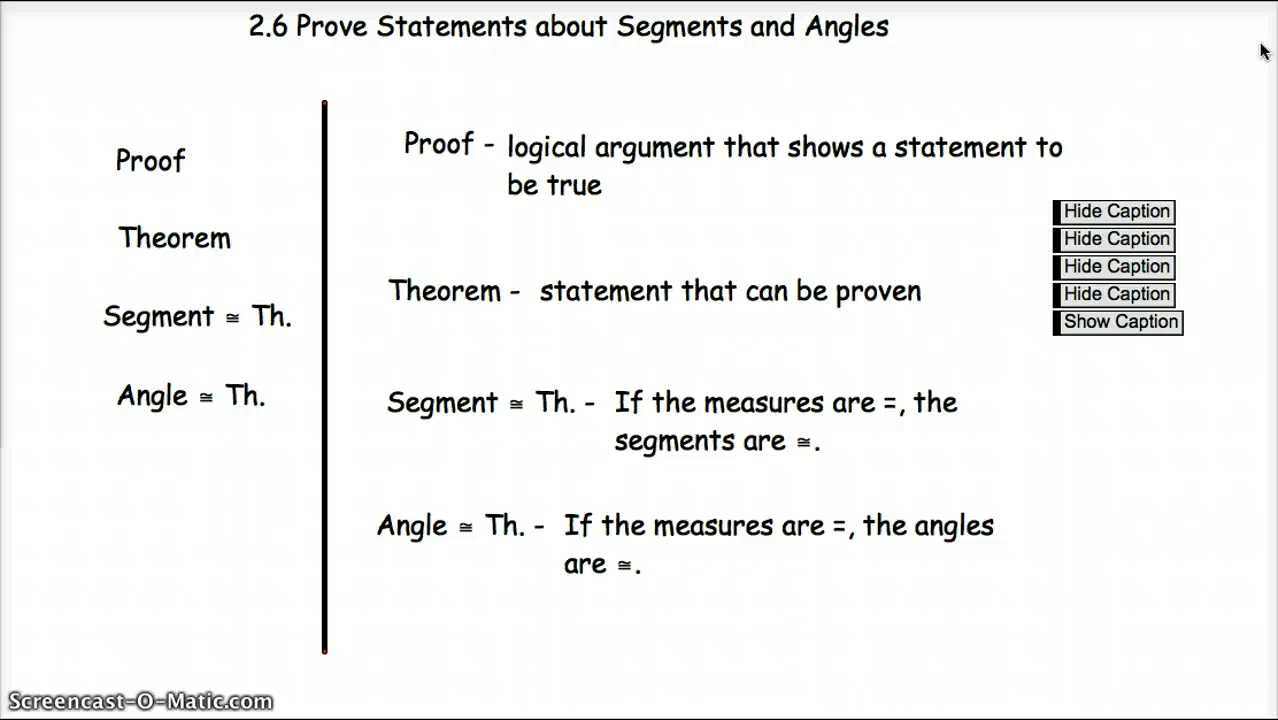 2.6 Prove Statements about Segments and Angles
Proof
Theorem
Segment ≅ Th.
Angle ≅ Th.
Proof - logical argument that shows a statement to
be true
Theorem - statement that can be proven
Segment ≅ Th. - If the measures are =, the
segments are ≅.
Angle ≅ Th. - If the measures are =, the angles
are ≅.
Hide Caption
Hide Caption
Hide Caption
Hide Caption
Show Caption
Screencast-O-Matic.com